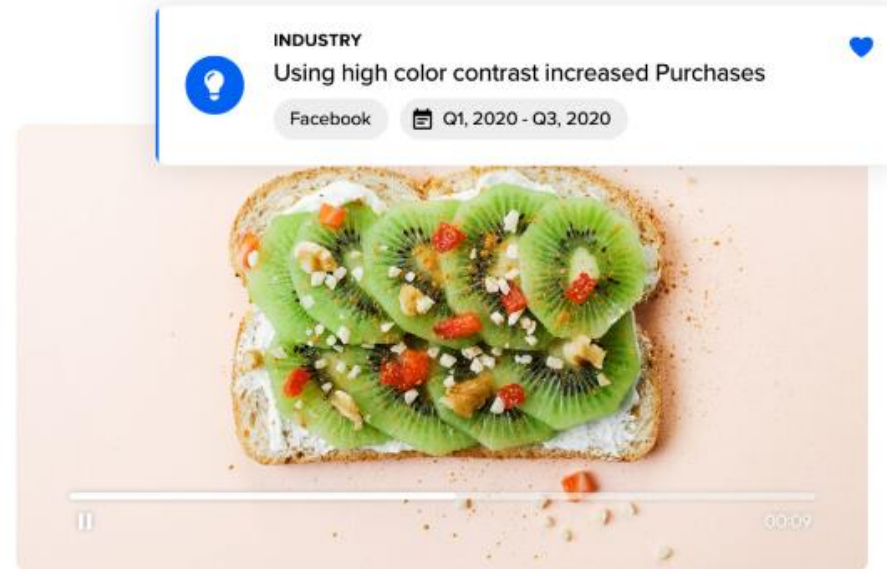 INDUSTRY
Using high color contrast increased Purchases
Facebook
Q1, 2020 - Q3, 2020
00:09